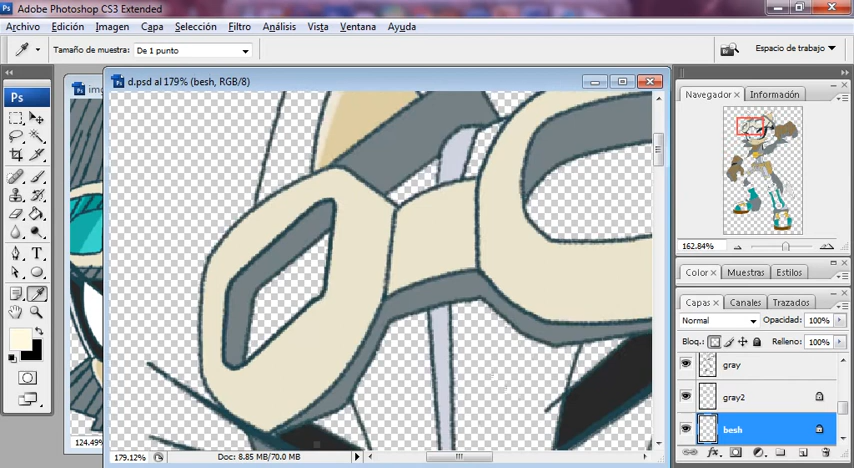 Adobe Photoshop CS3 Extended
Archivo Edición Imagen Capa Selección Filtro Análisis Vista Ventana Ayuda
Tamaño de muestra: De 1 punto
Espacio de trabajo
Ps
img
Ps d.psd al 179% (besh, RGB/8)
Navegador Información
162.84%
Color Muestras Estilos
Capas Canales Trazados
Normal Opacidad: 100%
Bloq.: Relleno: 100%
gray
gray2
besh
124.49%
179.12% Doc: 8.85 MB/70.0 MB